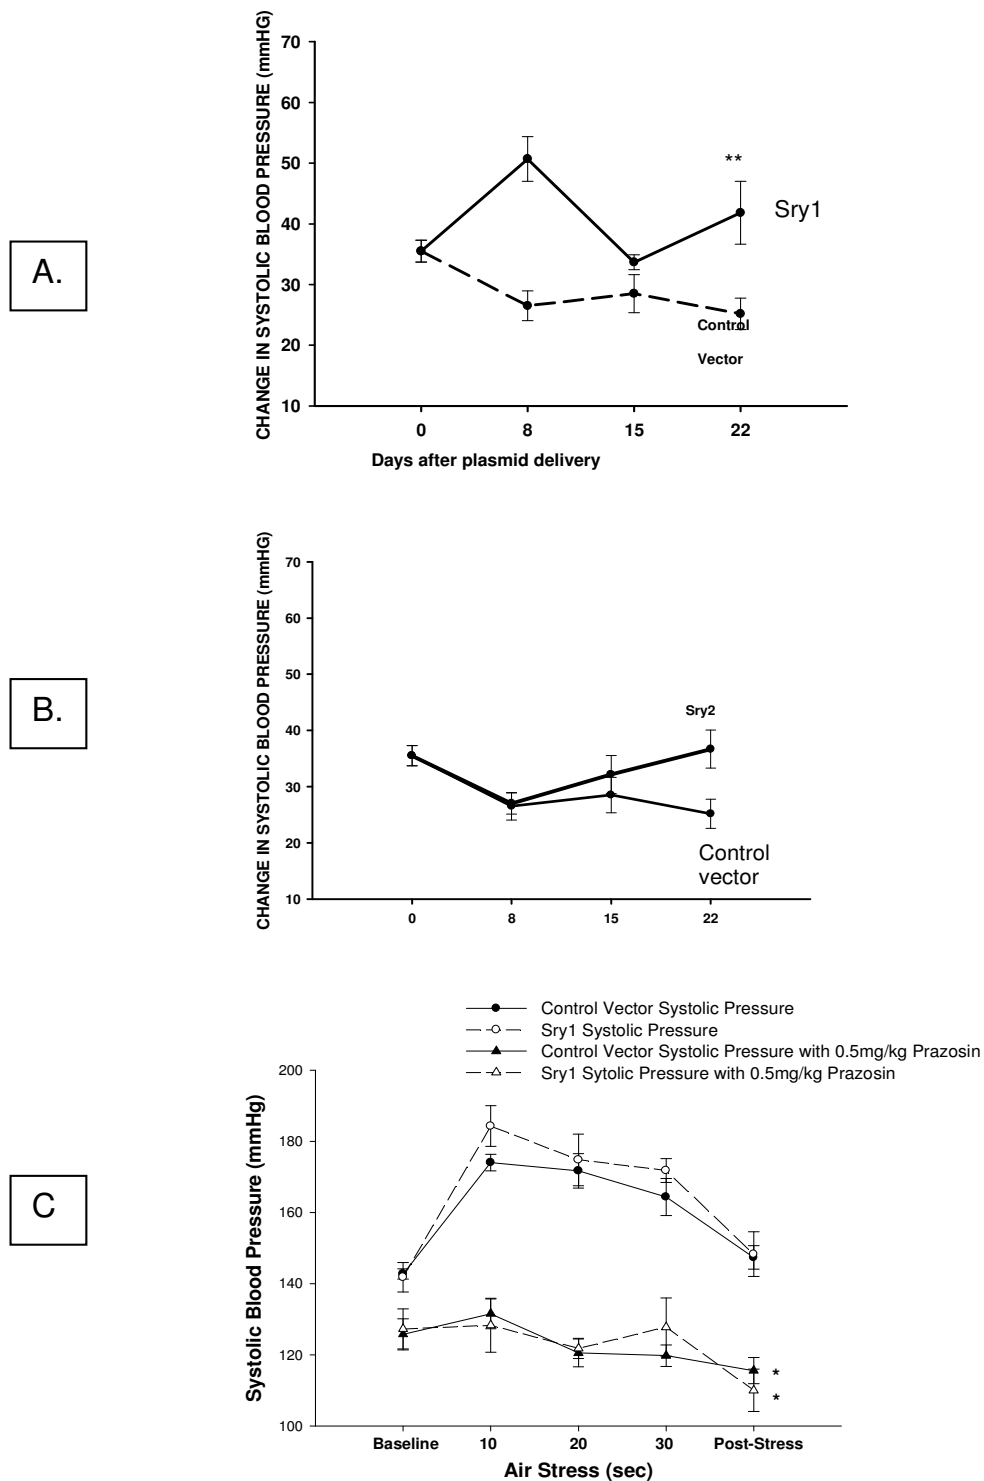 A.
CHANGE IN SYSTOLIC BLOOD PRESSURE (mmHG)
70
60
50
40
30
20
10
**
Sry1
Control
Vector
0 8 15 22
Days after plasmid delivery
B.
CHANGE IN SYSTOLIC BLOOD PRESSURE (mmHG)
70
60
50
40
30
20
10
Sry2
Control
vector
0 8 15 22
C
Control Vector Systolic Pressure
Sry1 Systolic Pressure
Control Vector Systolic Pressure with 0.5mg/kg Prazosin
Sry1 Sytolic Pressure with 0.5mg/kg Prazosin
Systolic Blood Pressure (mmHg)
200
180
160
140
120
100
*
*
Baseline 10 20 30 Post-Stress
Air Stress (sec)